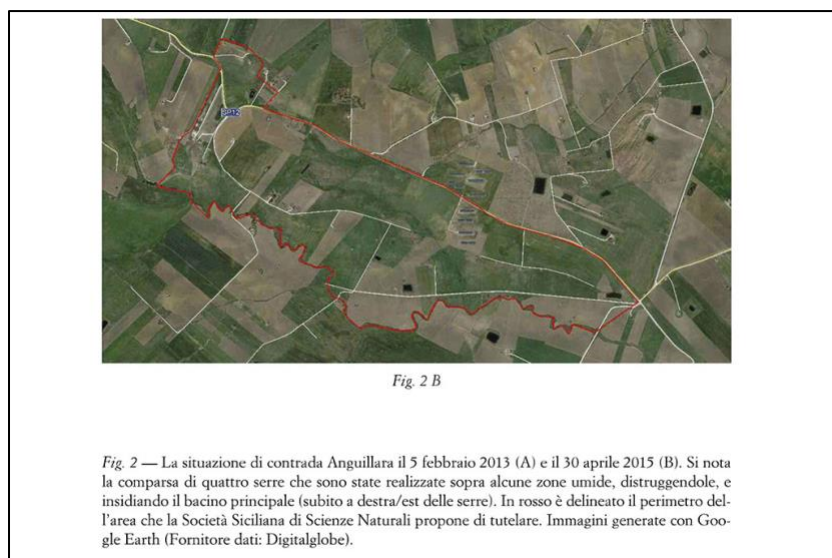 Fig. 2 B
Fig. 2 — La situazione di contrada Anguillara il 5 febbraio 2013 (A) e il 30 aprile 2015 (B). Si nota
la comparsa di quattro serre che sono state realizzate sopra alcune zone umide, distruggendole, e
insidiando il bacino principale (subito a destra/est delle serre). In rosso è delineato il perimetro del-
l'area che la Società Siciliana di Scienze Naturali propone di tutelare. Immagini generate con Goo-
gle Earth (Fornitore dati: Digitalglobe).